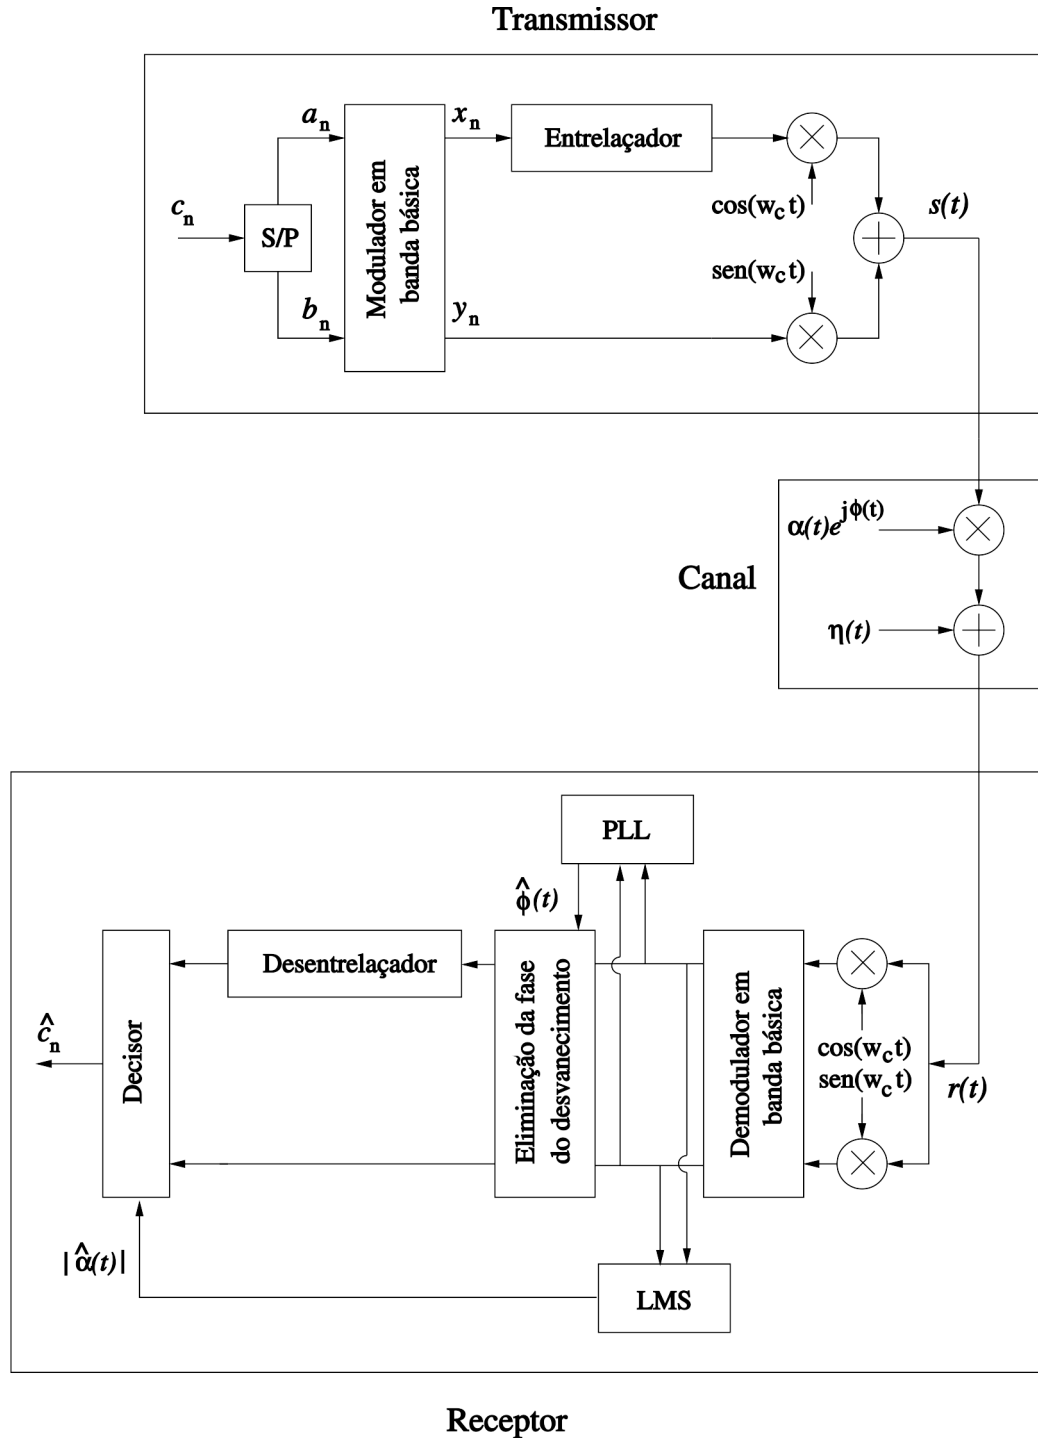 Transmissor
a_n
x_n
Entrelaçador
c_n
S/P
Modulador em
banda básica
cos(w_c t)
s(t)
sen(w_c t)
b_n
y_n
α(t)e^{jϕ(t)}
Canal
η(t)
PLL
ϕ̂(t)
Desentrelaçador
ĉ_n
Decisor
Eliminação da fase
do desvanecimento
Demodulador em
banda básica
cos(w_c t)
sen(w_c t)
r(t)
|α̂(t)|
LMS
Receptor